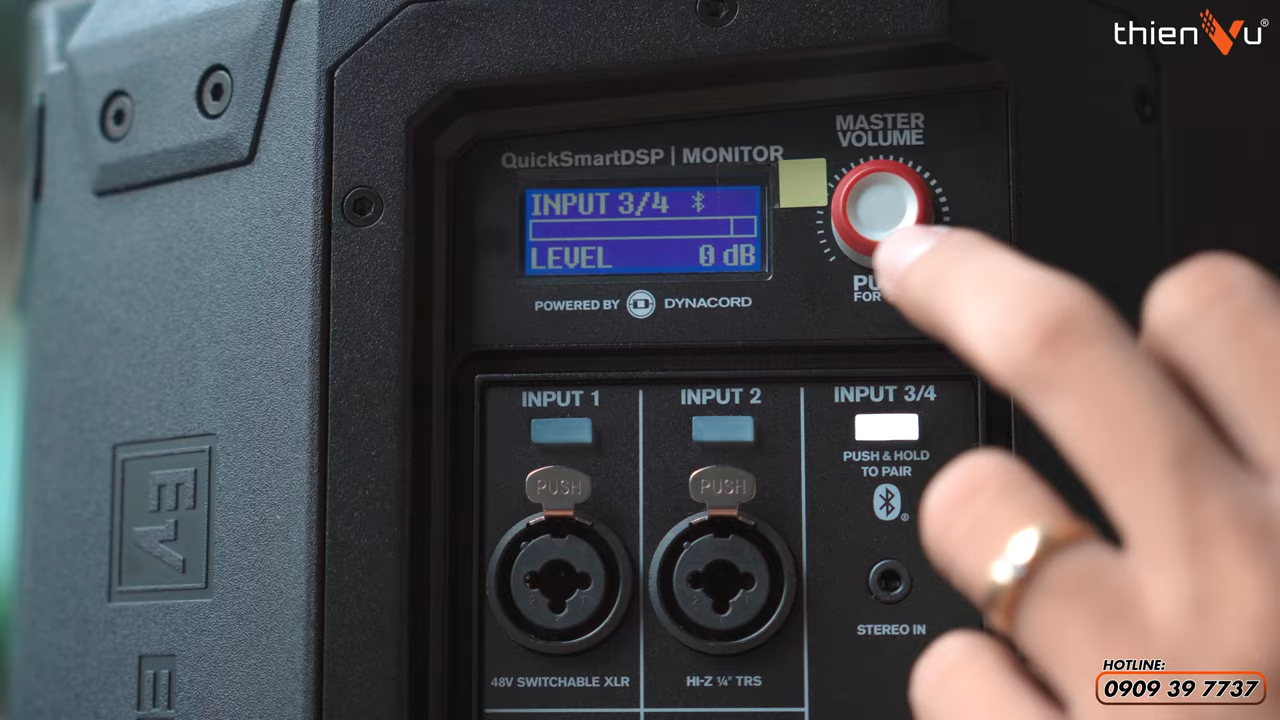 thienVu®
MASTER
VOLUME
QuickSmartDSP | MONITOR
INPUT 3/4
LEVEL 0 dB
POWERED BY DYNACORD
INPUT 1
INPUT 2
INPUT 3/4
PUSH & HOLD
TO PAIR
PUSH
PUSH
STEREO IN
48V SWITCHABLE XLR
HI-Z ¼" TRS
EV
HOTLINE:
0909 39 7737